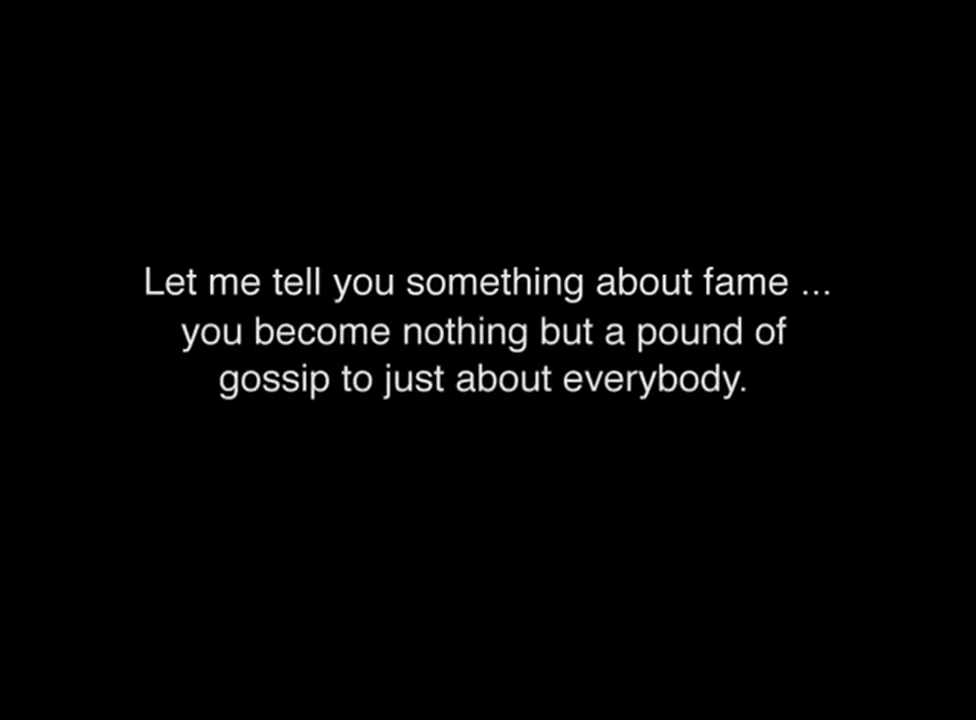 Let me tell you something about fame ...
you become nothing but a pound of
gossip to just about everybody.